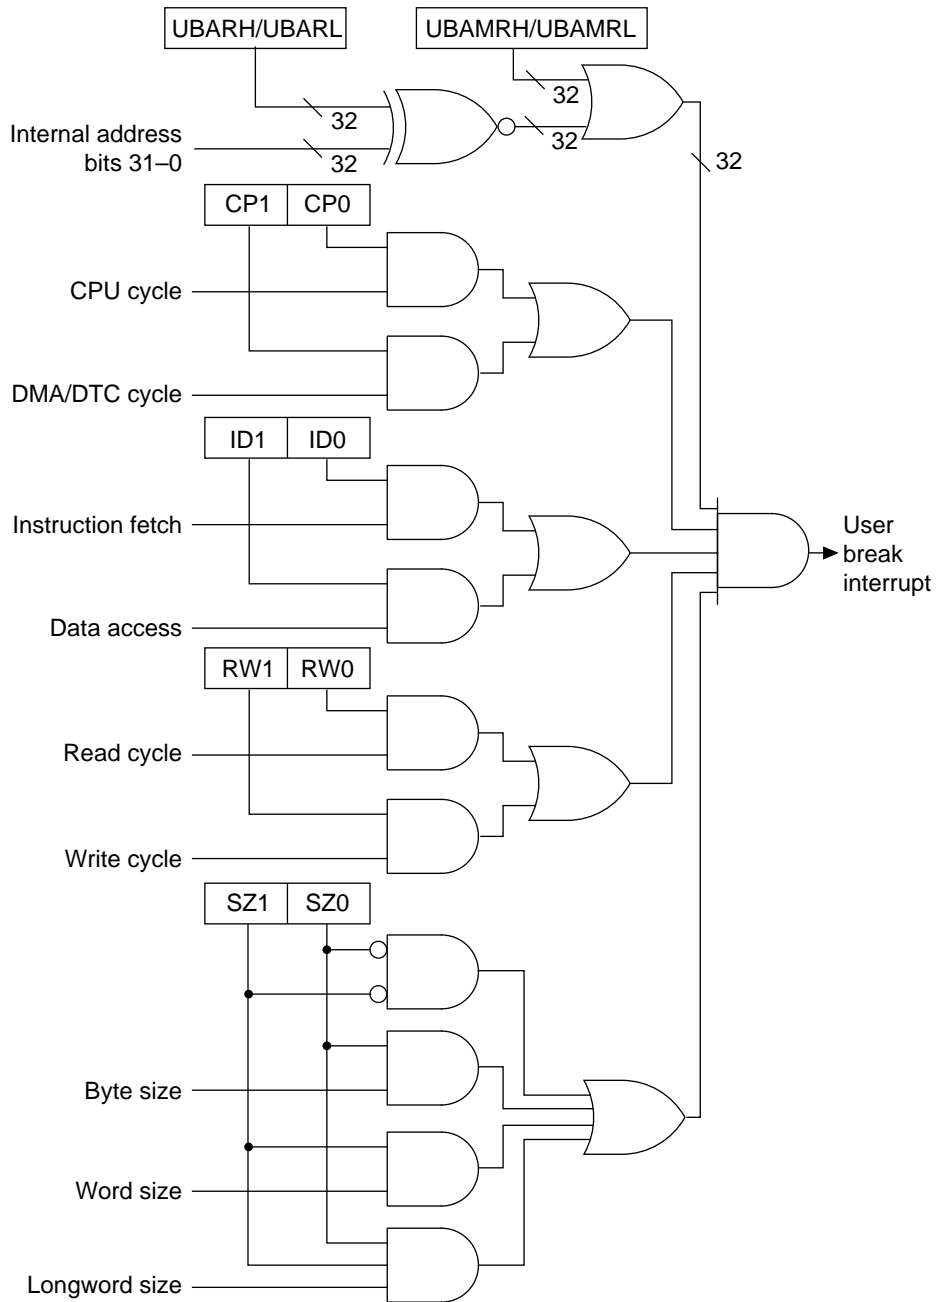 UBARH/UBARL
UBAMRH/UBAMRL
32
32
Internal address
bits 31–0
32
32
32
CP1 CP0
CPU cycle
DMA/DTC cycle
ID1 ID0
Instruction fetch
Data access
User
break
interrupt
RW1 RW0
Read cycle
Write cycle
SZ1 SZ0
Byte size
Word size
Longword size